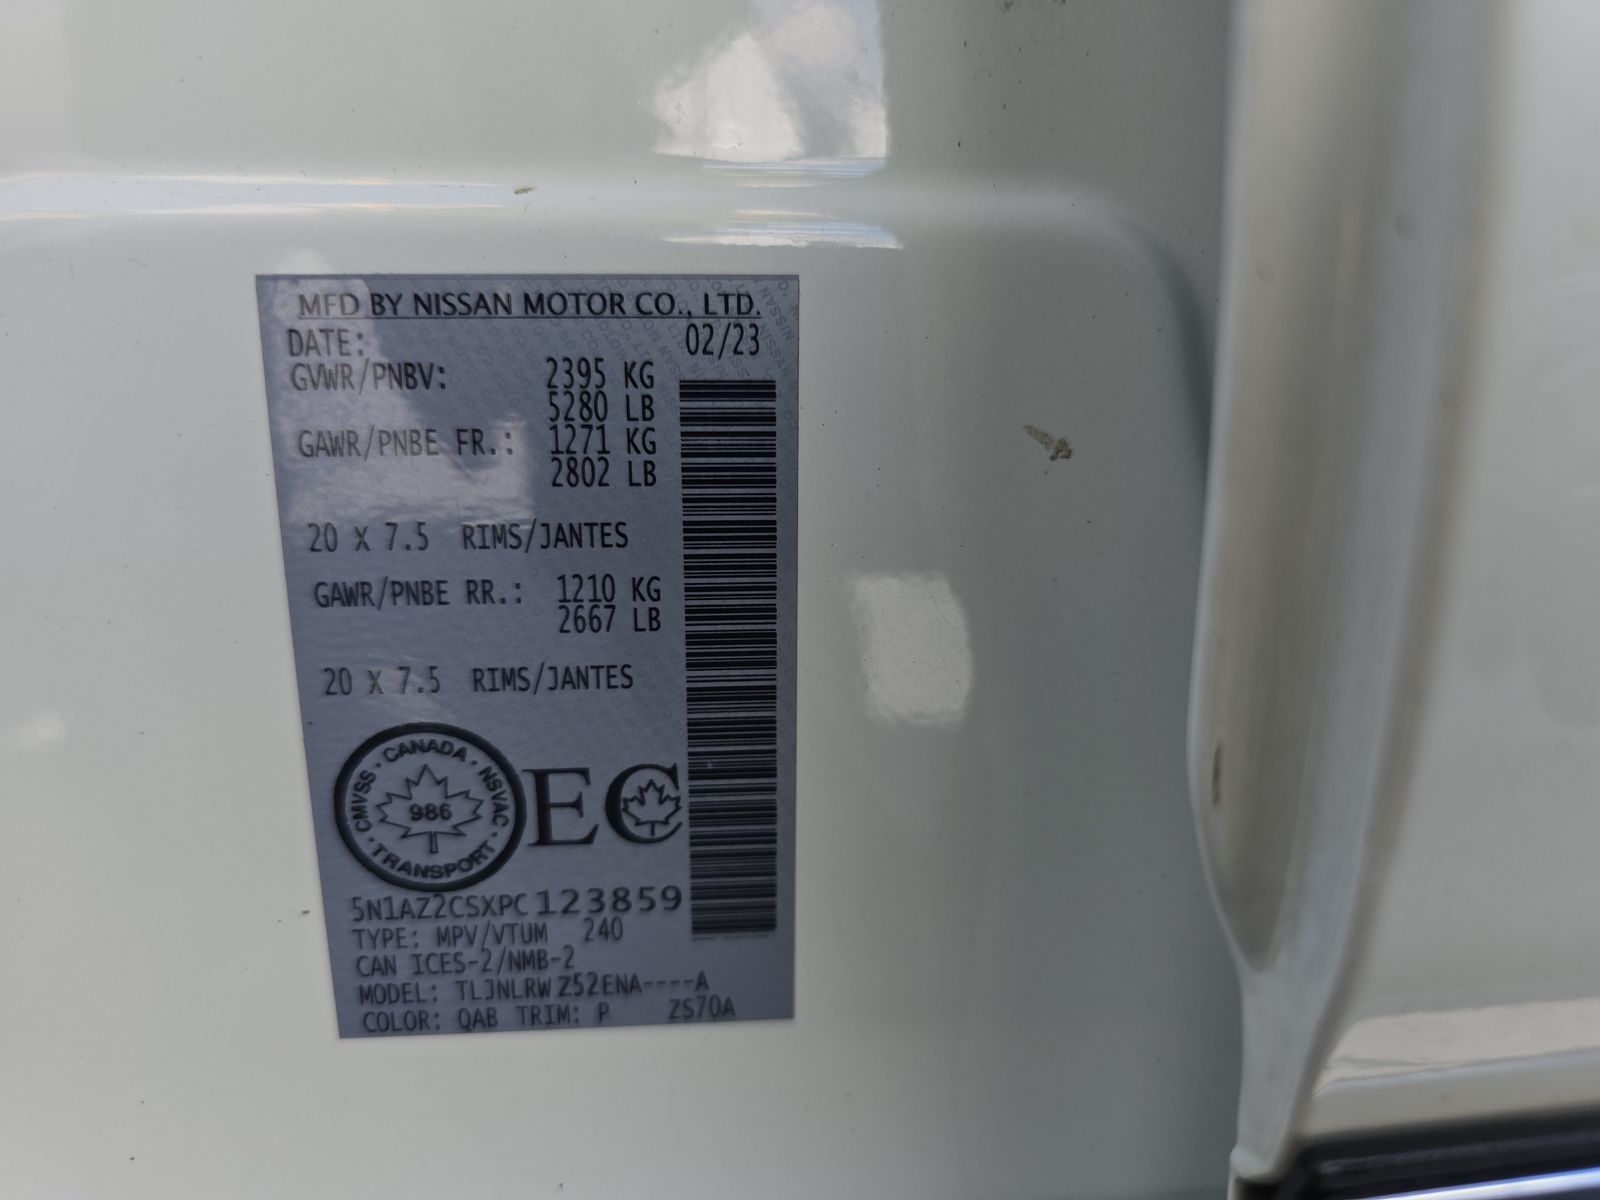 MFD BY NISSAN MOTOR CO., LTD.
DATE: 02/23
GVWR/PNBV: 2395 KG
5280 LB
GAWR/PNBE FR.: 1271 KG
2802 LB
20 X 7.5 RIMS/JANTES
GAWR/PNBE RR.: 1210 KG
2667 LB
20 X 7.5 RIMS/JANTES
CANADA · NSVAC · TRANSPORT · CMVSS ·
986
EC
5N1AZ2CSXPC123859
TYPE: MPV/VTUM 240
CAN ICES-2/NMB-2
MODEL: TLJNLRW Z52ENA----A
COLOR: QAB TRIM: P ZS70A